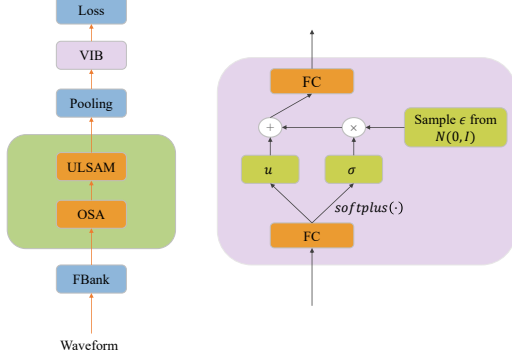 Loss
VIB
Pooling
ULSAM
OSA
FBank
Waveform
FC
+
×
Sample ϵ from
N(0, I)
u
σ
softplus(·)
FC